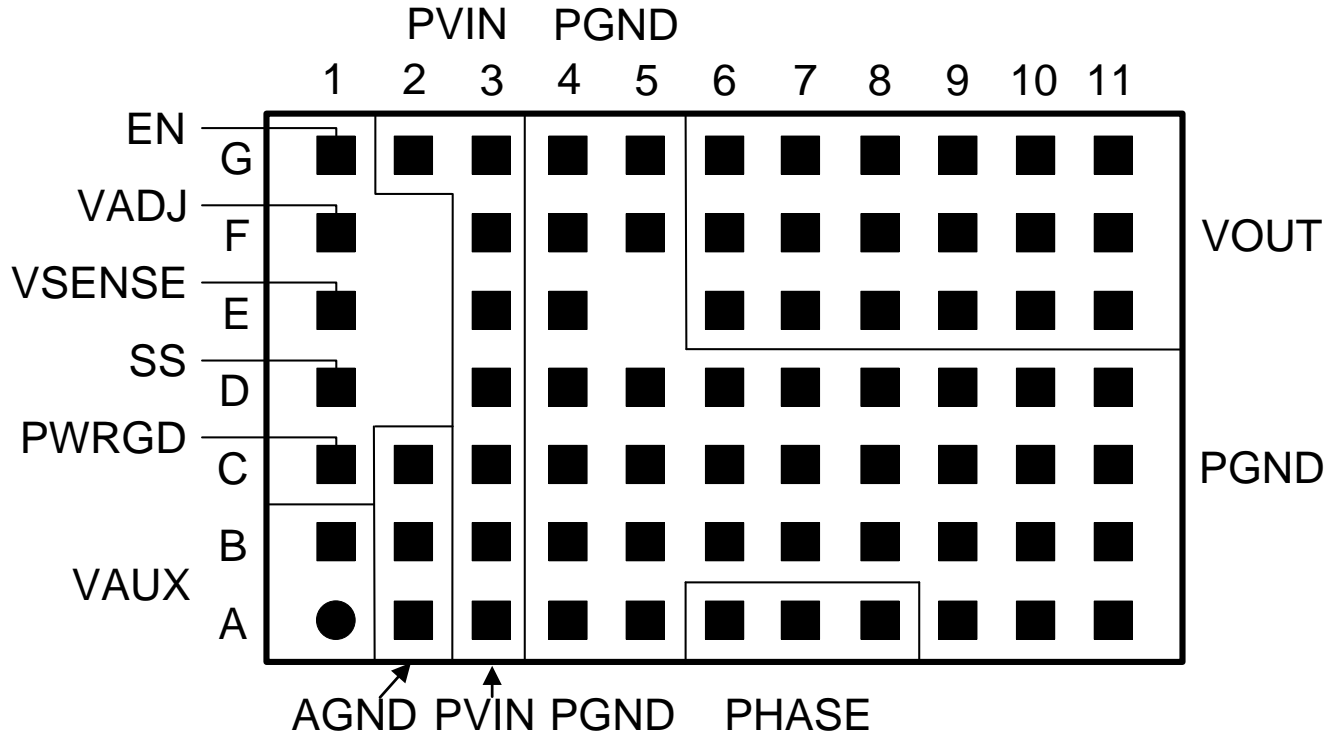 PVIN PGND
1 2 3 4 5 6 7 8 9 10 11
EN
G
VADJ
F
VOUT
VSENSE
E
SS
D
PWRGD
C
PGND
B
VAUX
A
AGND PVIN PGND PHASE